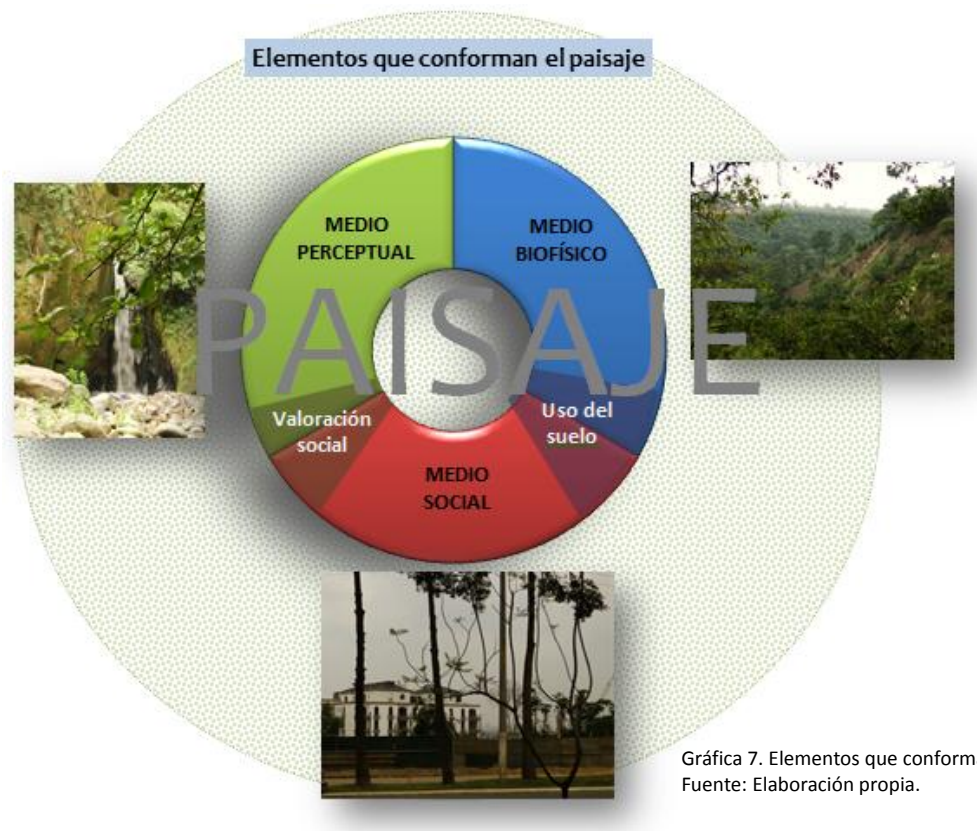 Elementos que conforman el paisaje
MEDIO
PERCEPTUAL
MEDIO
BIOFÍSICO
PAISAJE
Valoración
social
Uso del
suelo
MEDIO
SOCIAL
Gráfica 7. Elementos que conforma
Fuente: Elaboración propia.